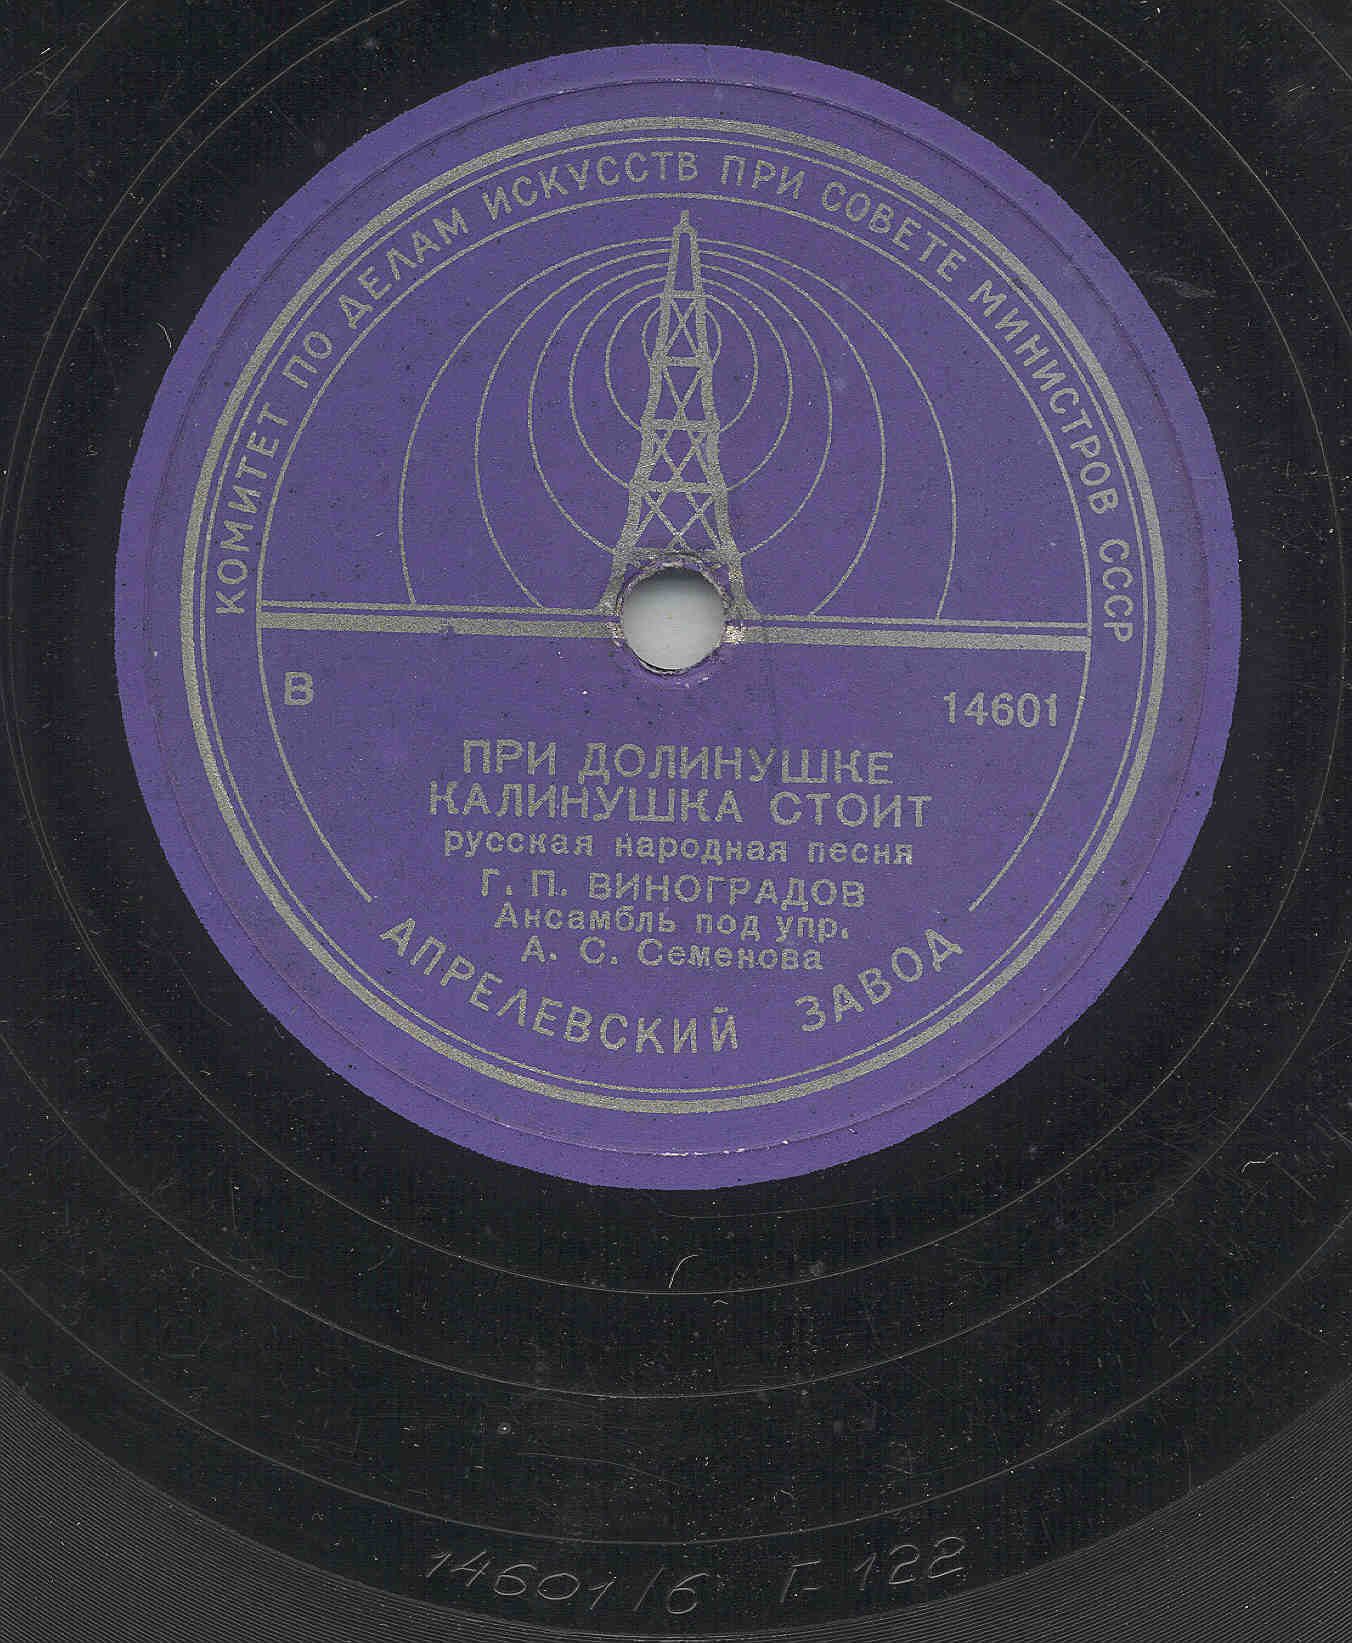 КОМИТЕТ ПО ДЕЛАМ ИСКУССТВ ПРИ СОВЕТЕ МИНИСТРОВ СССР
В 14601
ПРИ ДОЛИНУШКЕ
КАЛИНУШКА СТОИТ
русская народная песня
Г. П. ВИНОГРАДОВ
Ансамбль под упр.
А. С. Семенова
АПРЕЛЕВСКИЙ ЗАВОД
14601/6 Г-122